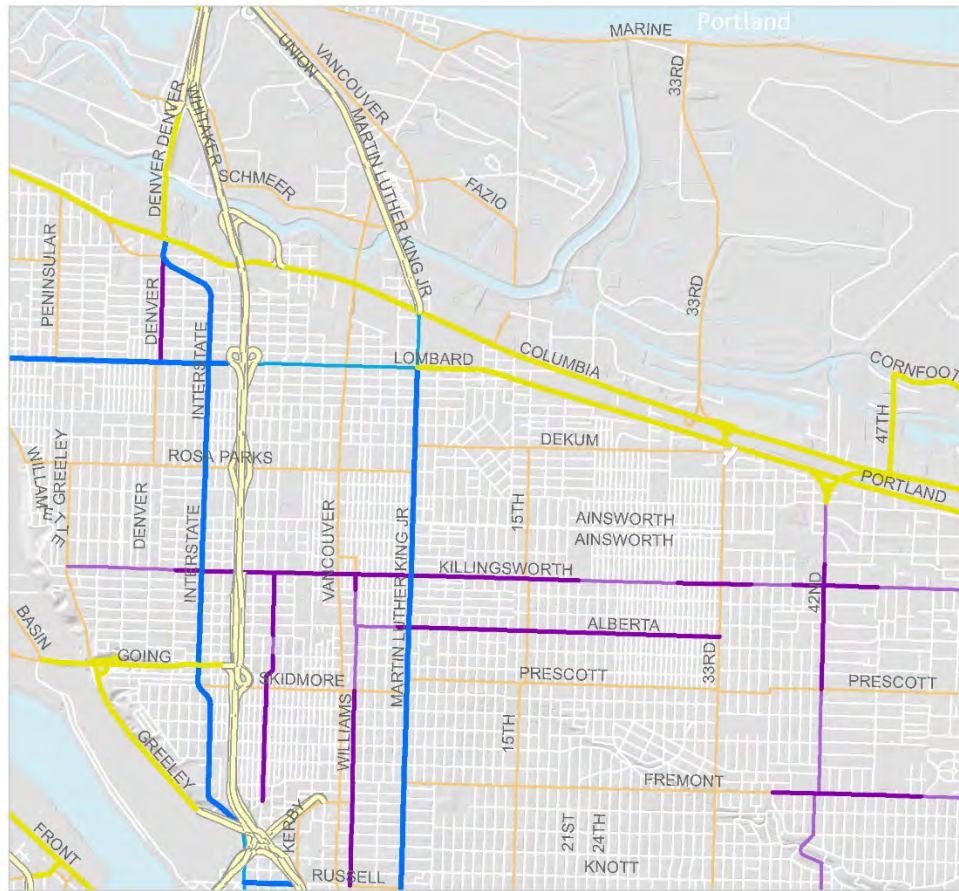 Portland
MARINE
UNION
VANCOUVER
33RD
WHITAKER
MARTIN LUTHER KING JR
DENVER DENVER
SCHMEER
FAZIO
PENINSULAR
DENVER
33RD
INTERSTATE
LOMBARD
COLUMBIA
CORNFOOT
47TH
DEKUM
ROSA PARKS
PORTLAND
WILLAMETTE
GREELEY
DENVER
15TH
AINSWORTH
AINSWORTH
INTERSTATE
VANCOUVER
MARTIN LUTHER KING JR
KILLINGSWORTH
42ND
BASIN
ALBERTA
GOING
SKIDMORE
PRESCOTT
33RD
PRESCOTT
WILLIAMS
15TH
GREELEY
FREMONT
KERBY
21ST
24TH
FRONT
RUSSELL
KNOTT